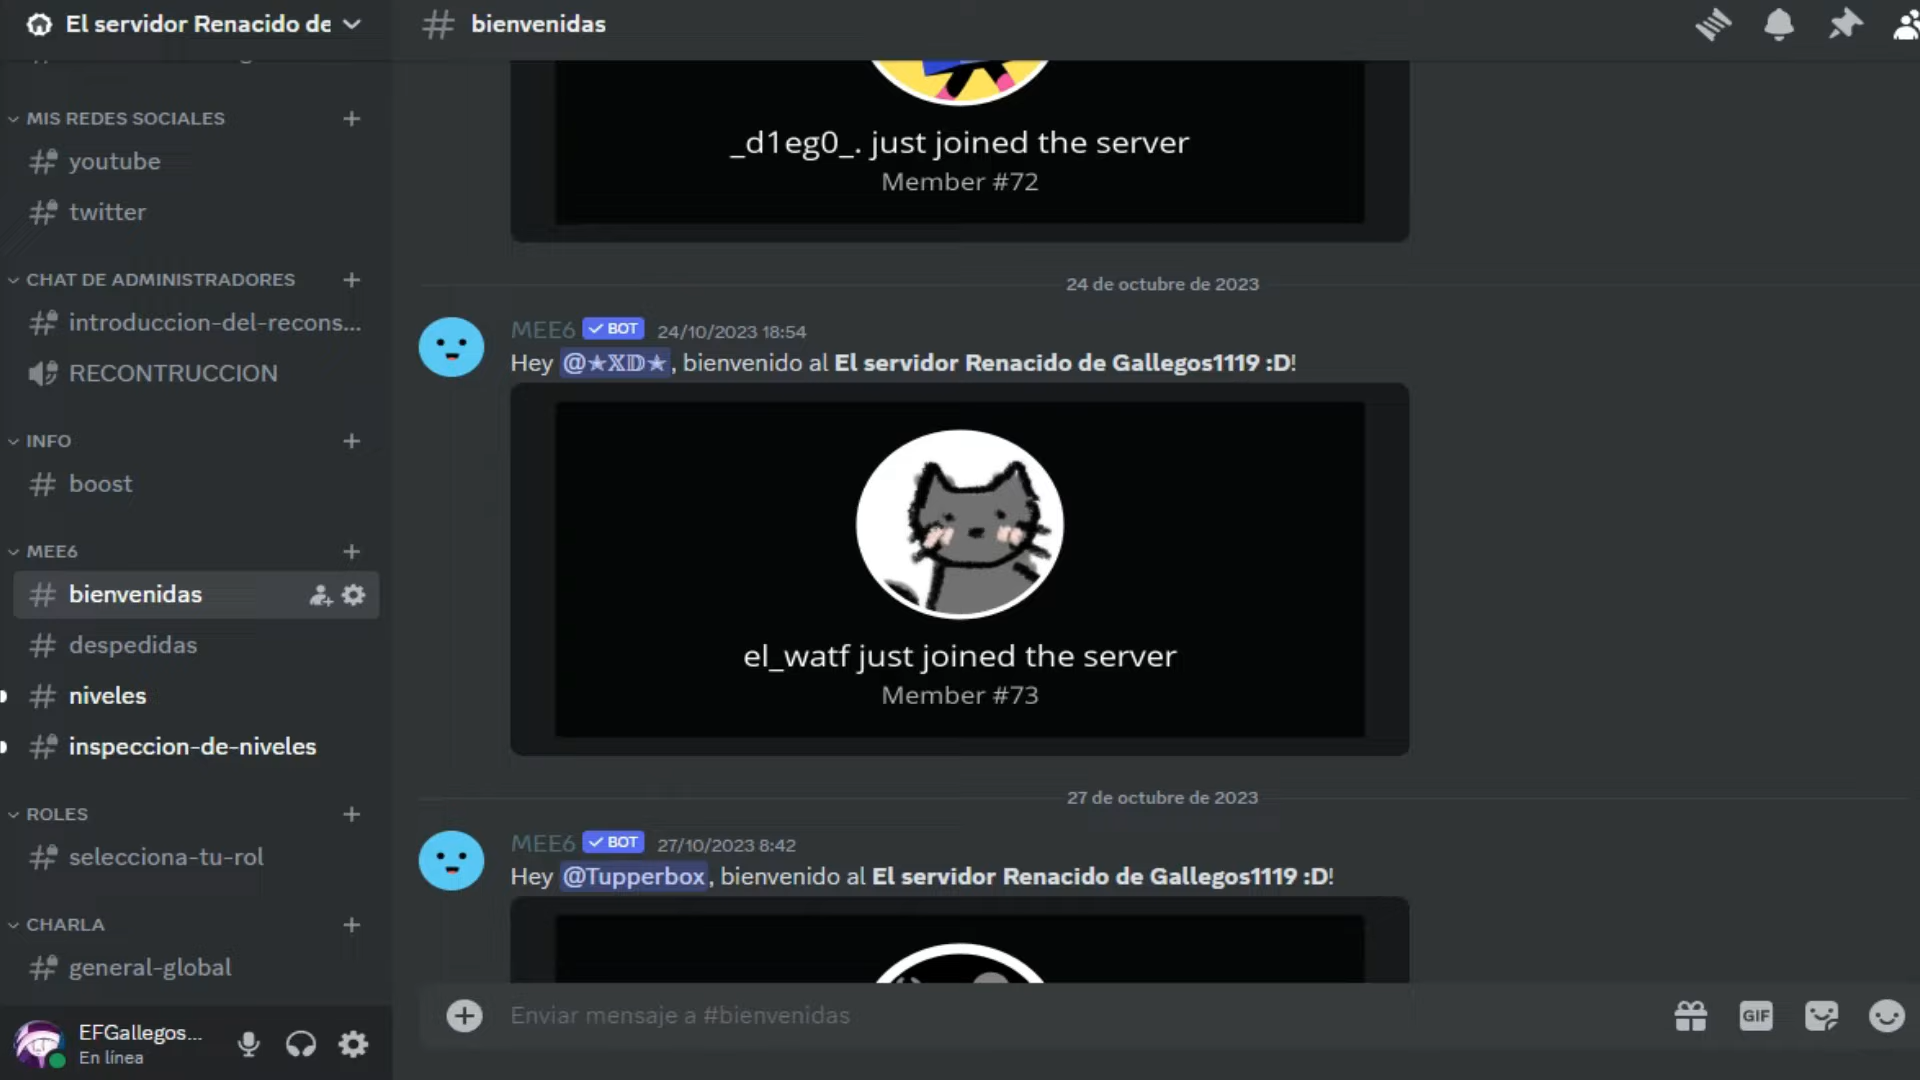 El servidor Renacido de
MIS REDES SOCIALES
youtube
twitter
CHAT DE ADMINISTRADORES
introduccion-del-recons...
RECONTRUCCION
INFO
boost
MEE6
bienvenidas
despedidas
niveles
inspeccion-de-niveles
ROLES
selecciona-tu-rol
CHARLA
general-global
EFGallegos...
En línea
bienvenidas
_d1eg0_. just joined the server
Member #72
24 de octubre de 2023
MEE6 BOT 24/10/2023 18:54
Hey @★𝕏𝔻★, bienvenido al El servidor Renacido de Gallegos1119 :D!
el_watf just joined the server
Member #73
27 de octubre de 2023
MEE6 BOT 27/10/2023 8:42
Hey @Tupperbox, bienvenido al El servidor Renacido de Gallegos1119 :D!
Enviar mensaje a #bienvenidas
GIF